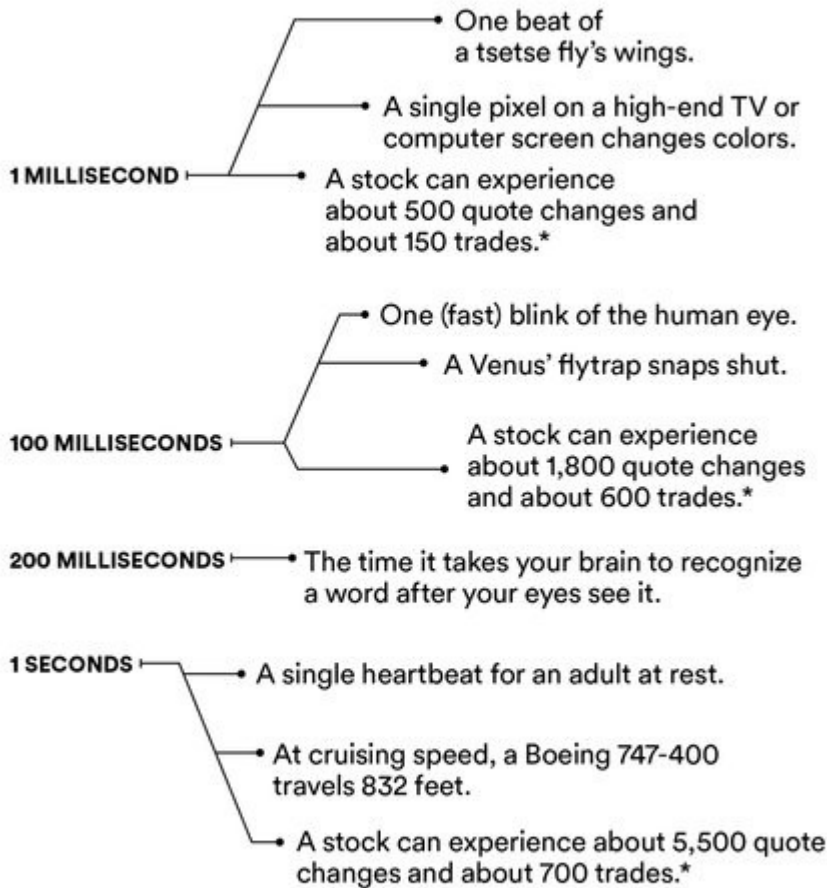 One beat of
a tsetse fly’s wings.
A single pixel on a high-end TV or
computer screen changes colors.
1 MILLISECOND
A stock can experience
about 500 quote changes and
about 150 trades.*
One (fast) blink of the human eye.
A Venus’ flytrap snaps shut.
100 MILLISECONDS
A stock can experience
about 1,800 quote changes
and about 600 trades.*
200 MILLISECONDS
The time it takes your brain to recognize
a word after your eyes see it.
1 SECONDS
A single heartbeat for an adult at rest.
At cruising speed, a Boeing 747-400
travels 832 feet.
A stock can experience about 5,500 quote
changes and about 700 trades.*